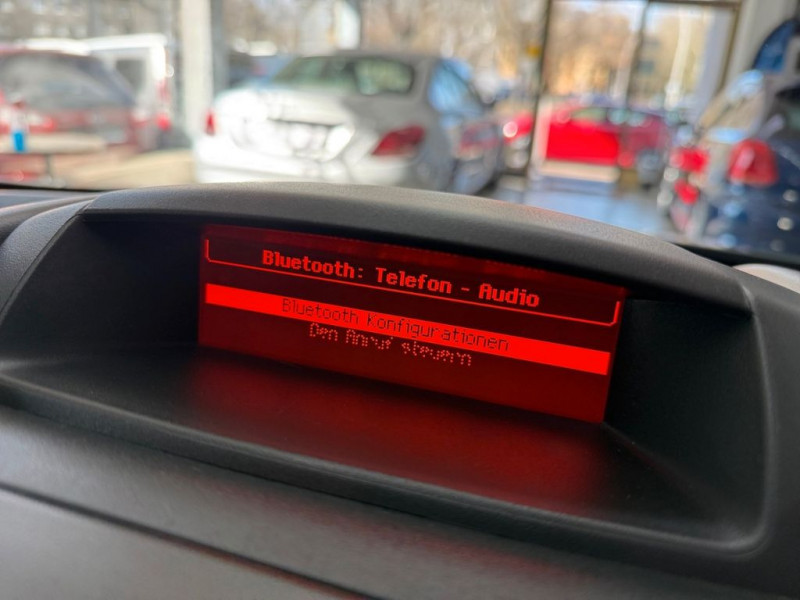 Bluetooth: Telefon - Audio
Bluetooth Konfigurationen
Den Anruf steuern